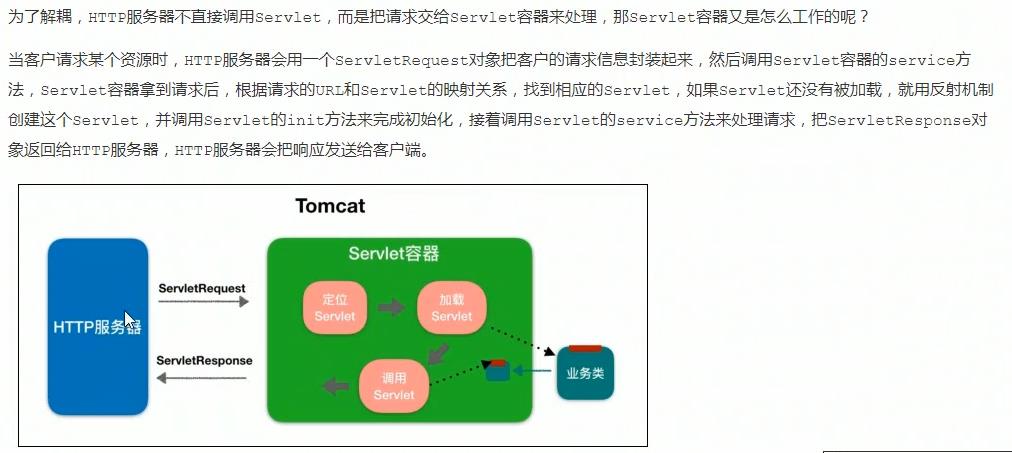 为了解耦，HTTP服务器不直接调用Servlet，而是把请求交给Servlet容器来处理，那Servlet容器又是怎么工作的呢？
当客户请求某个资源时，HTTP服务器会用一个ServletRequest对象把客户的请求信息封装起来，然后调用Servlet容器的service方
法，Servlet容器拿到请求后，根据请求的URL和Servlet的映射关系，找到相应的Servlet，如果Servlet还没有被加载，就用反射机制
创建这个Servlet，并调用Servlet的init方法来完成初始化，接着调用Servlet的service方法来处理请求，把ServletResponse对
象返回给HTTP服务器，HTTP服务器会把响应发送给客户端。
Tomcat
Servlet容器
ServletRequest
定位
Servlet
加载
Servlet
HTTP服务器
ServletResponse
调用
Servlet
业务类